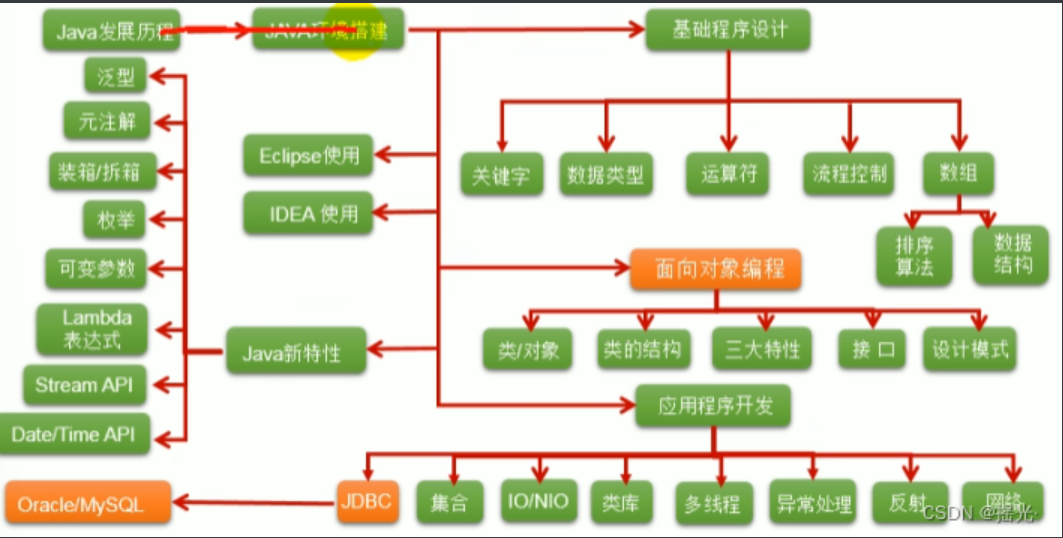 Java发展历程
JAVA环境搭建
基础程序设计
泛型
元注解
装箱/拆箱
枚举
可变参数
Lambda
表达式
Stream API
Date/Time API
Eclipse使用
IDEA 使用
Java新特性
关键字
数据类型
运算符
流程控制
数组
排序
算法
数据
结构
面向对象编程
类/对象
类的结构
三大特性
接 口
设计模式
应用程序开发
Oracle/MySQL
JDBC
集合
IO/NIO
类库
多线程
异常处理
反射
网络
CSDN @摇光·